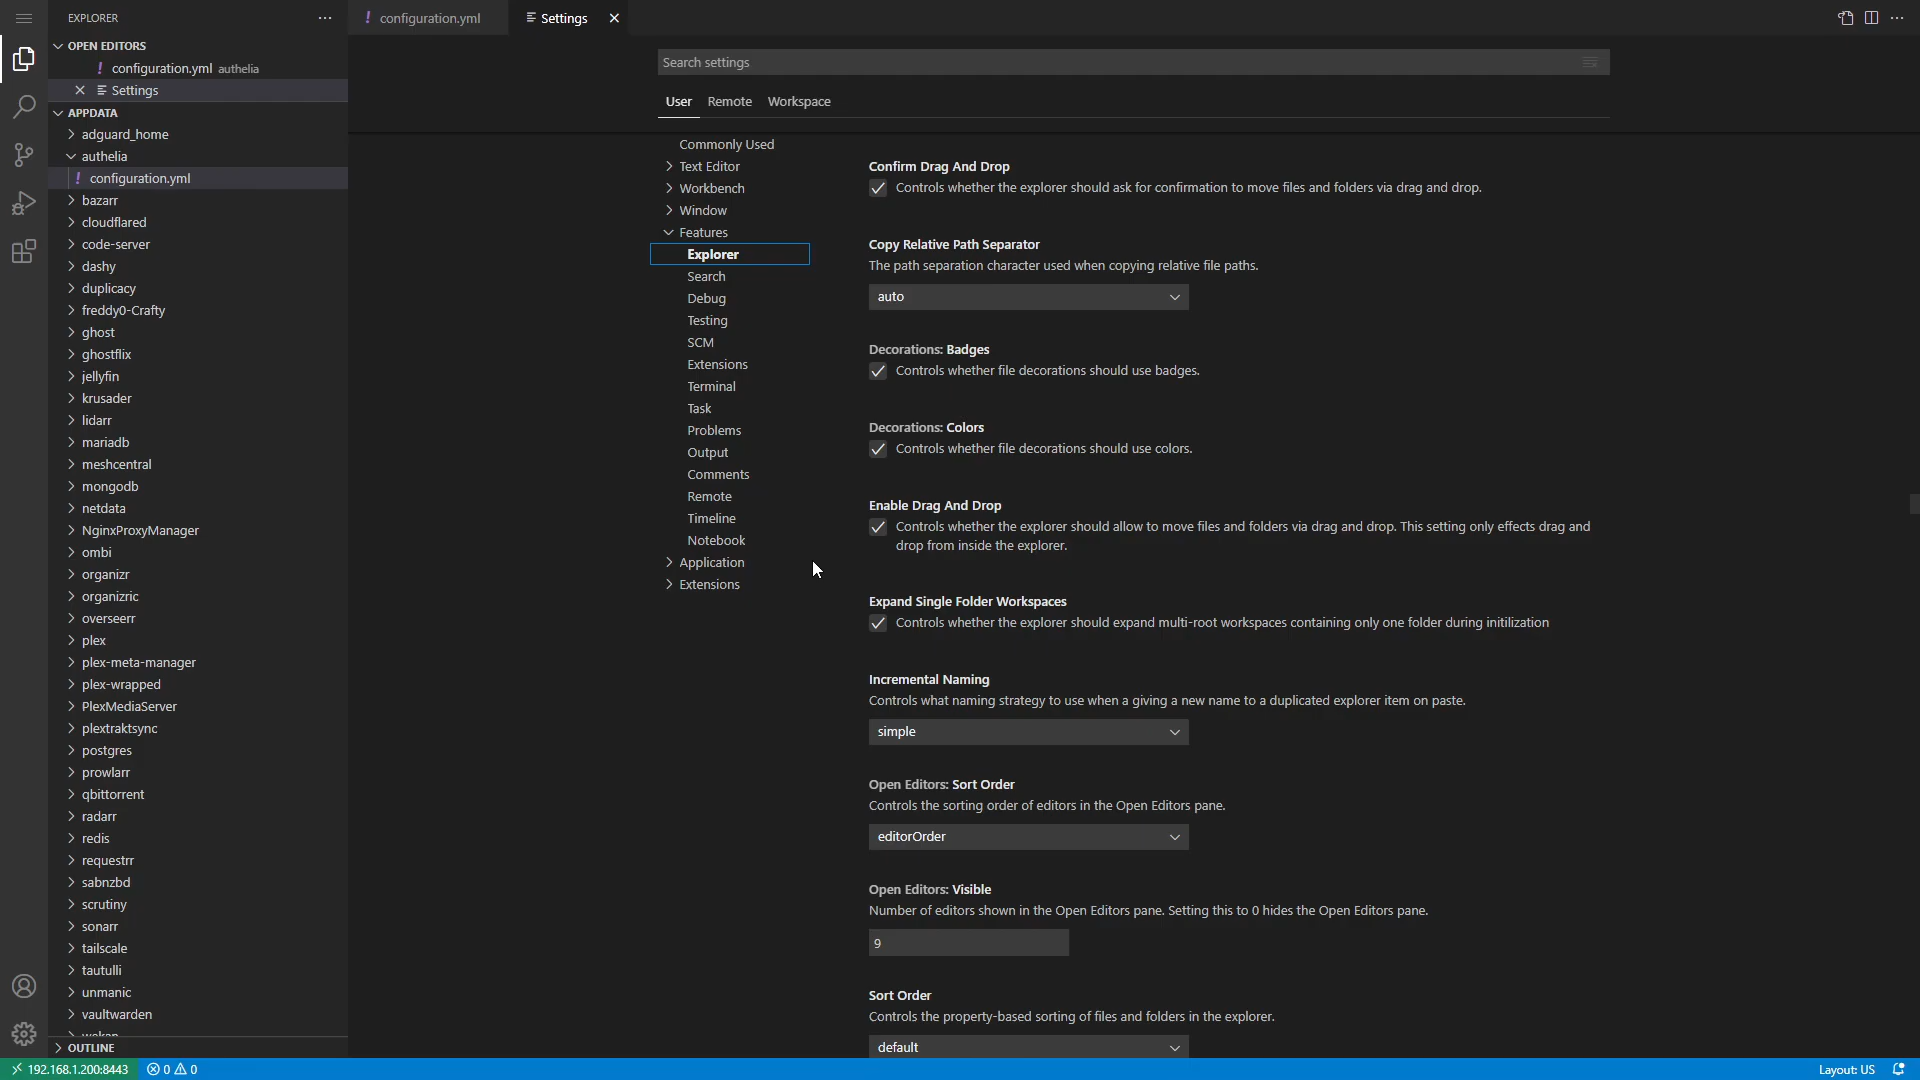 EXPLORER
OPEN EDITORS
! configuration.yml authelia
Settings
APPDATA
adguard_home
authelia
! configuration.yml
bazarr
cloudflared
code-server
dashy
duplicacy
freddy0-Crafty
ghost
ghostflix
jellyfin
krusader
lidarr
mariadb
meshcentral
mongodb
netdata
NginxProxyManager
ombi
organizr
organizric
overseerr
plex
plex-meta-manager
plex-wrapped
PlexMediaServer
plextraktsync
postgres
prowlarr
qbittorrent
radarr
redis
requestrr
sabnzbd
scrutiny
sonarr
tailscale
tautulli
unmanic
vaultwarden
OUTLINE
! configuration.yml
Settings
Search settings
User Remote Workspace
Commonly Used
Text Editor
Workbench
Window
Features
Explorer
Search
Debug
Testing
SCM
Extensions
Terminal
Task
Problems
Output
Comments
Remote
Timeline
Notebook
Application
Extensions
Confirm Drag And Drop
Controls whether the explorer should ask for confirmation to move files and folders via drag and drop.
Copy Relative Path Separator
The path separation character used when copying relative file paths.
auto
Decorations: Badges
Controls whether file decorations should use badges.
Decorations: Colors
Controls whether file decorations should use colors.
Enable Drag And Drop
Controls whether the explorer should allow to move files and folders via drag and drop. This setting only effects drag and
drop from inside the explorer.
Expand Single Folder Workspaces
Controls whether the explorer should expand multi-root workspaces containing only one folder during initilization
Incremental Naming
Controls what naming strategy to use when a giving a new name to a duplicated explorer item on paste.
simple
Open Editors: Sort Order
Controls the sorting order of editors in the Open Editors pane.
editorOrder
Open Editors: Visible
Number of editors shown in the Open Editors pane. Setting this to 0 hides the Open Editors pane.
9
Sort Order
Controls the property-based sorting of files and folders in the explorer.
default
192.168.1.200:8443 0 0 Layout: US